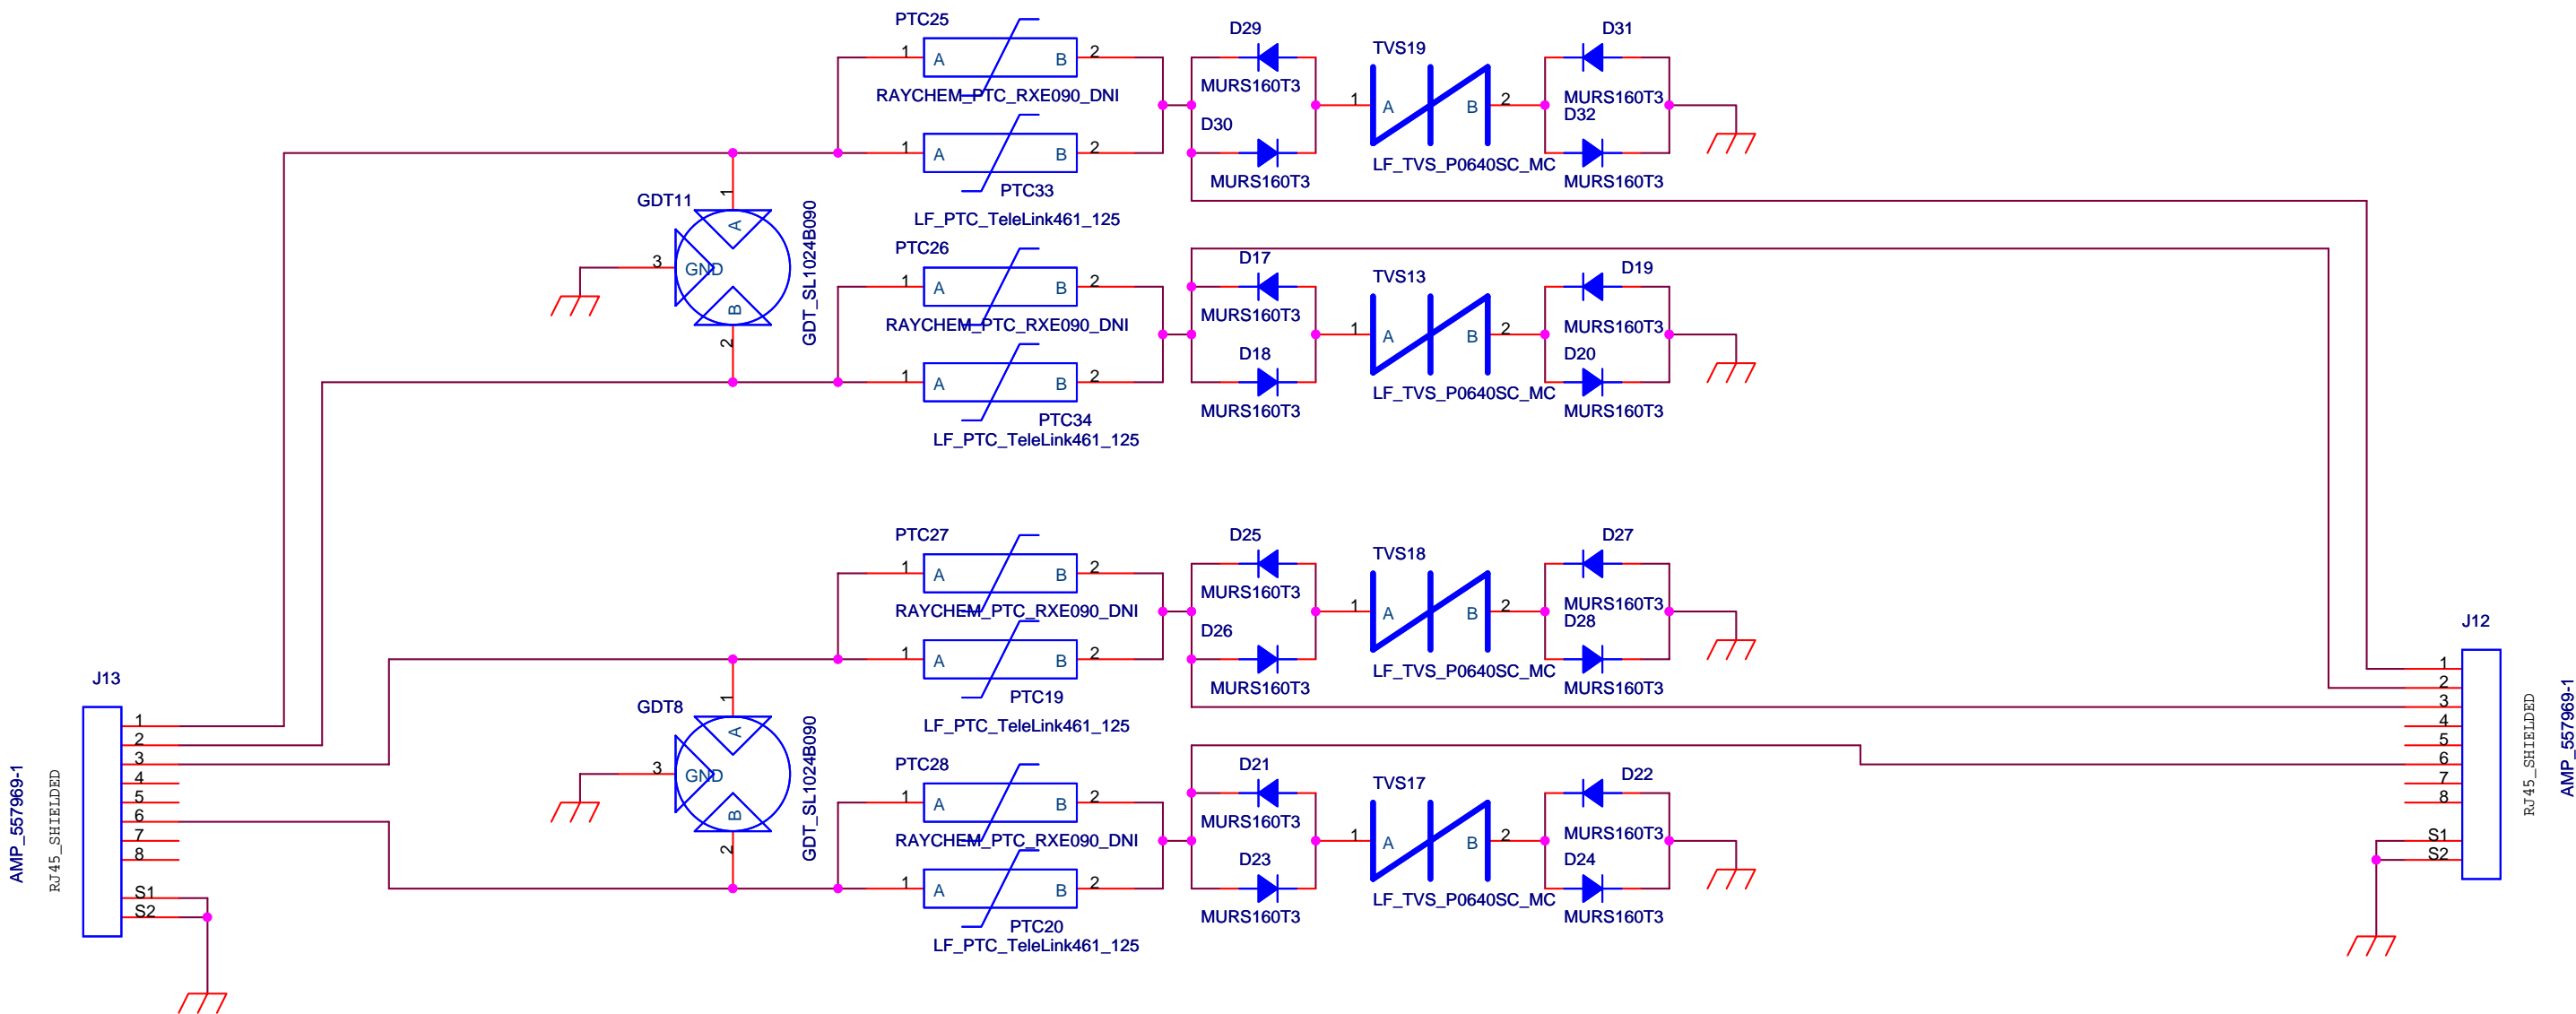 PTC25
1 A B 2
RAYCHEM_PTC_RXE090_DNI
1 A B 2
PTC33
LF_PTC_TeleLink461_125
D29
MURS160T3
D30
MURS160T3
TVS19
1 A B 2
LF_TVS_P0640SC_MC
D31
MURS160T3
D32
MURS160T3
GDT11
1
A
3 GND
B
2
GDT_SL1024B090
PTC26
1 A B 2
RAYCHEM_PTC_RXE090_DNI
1 A B 2
PTC34
LF_PTC_TeleLink461_125
D17
MURS160T3
D18
MURS160T3
TVS13
1 A B 2
LF_TVS_P0640SC_MC
D19
MURS160T3
D20
MURS160T3
PTC27
1 A B 2
RAYCHEM_PTC_RXE090_DNI
1 A B 2
PTC19
LF_PTC_TeleLink461_125
D25
MURS160T3
D26
MURS160T3
TVS18
1 A B 2
LF_TVS_P0640SC_MC
D27
MURS160T3
D28
MURS160T3
GDT8
1
A
3 GND
B
2
GDT_SL1024B090
PTC28
1 A B 2
RAYCHEM_PTC_RXE090_DNI
1 A B 2
PTC20
LF_PTC_TeleLink461_125
D21
MURS160T3
D23
MURS160T3
TVS17
1 A B 2
LF_TVS_P0640SC_MC
D22
MURS160T3
D24
MURS160T3
J13
1
2
3
4
5
6
7
8
S1
S2
AMP_557969-1
RJ45_SHIELDED
J12
1
2
3
4
5
6
7
8
S1
S2
RJ45_SHIELDED
AMP_557969-1